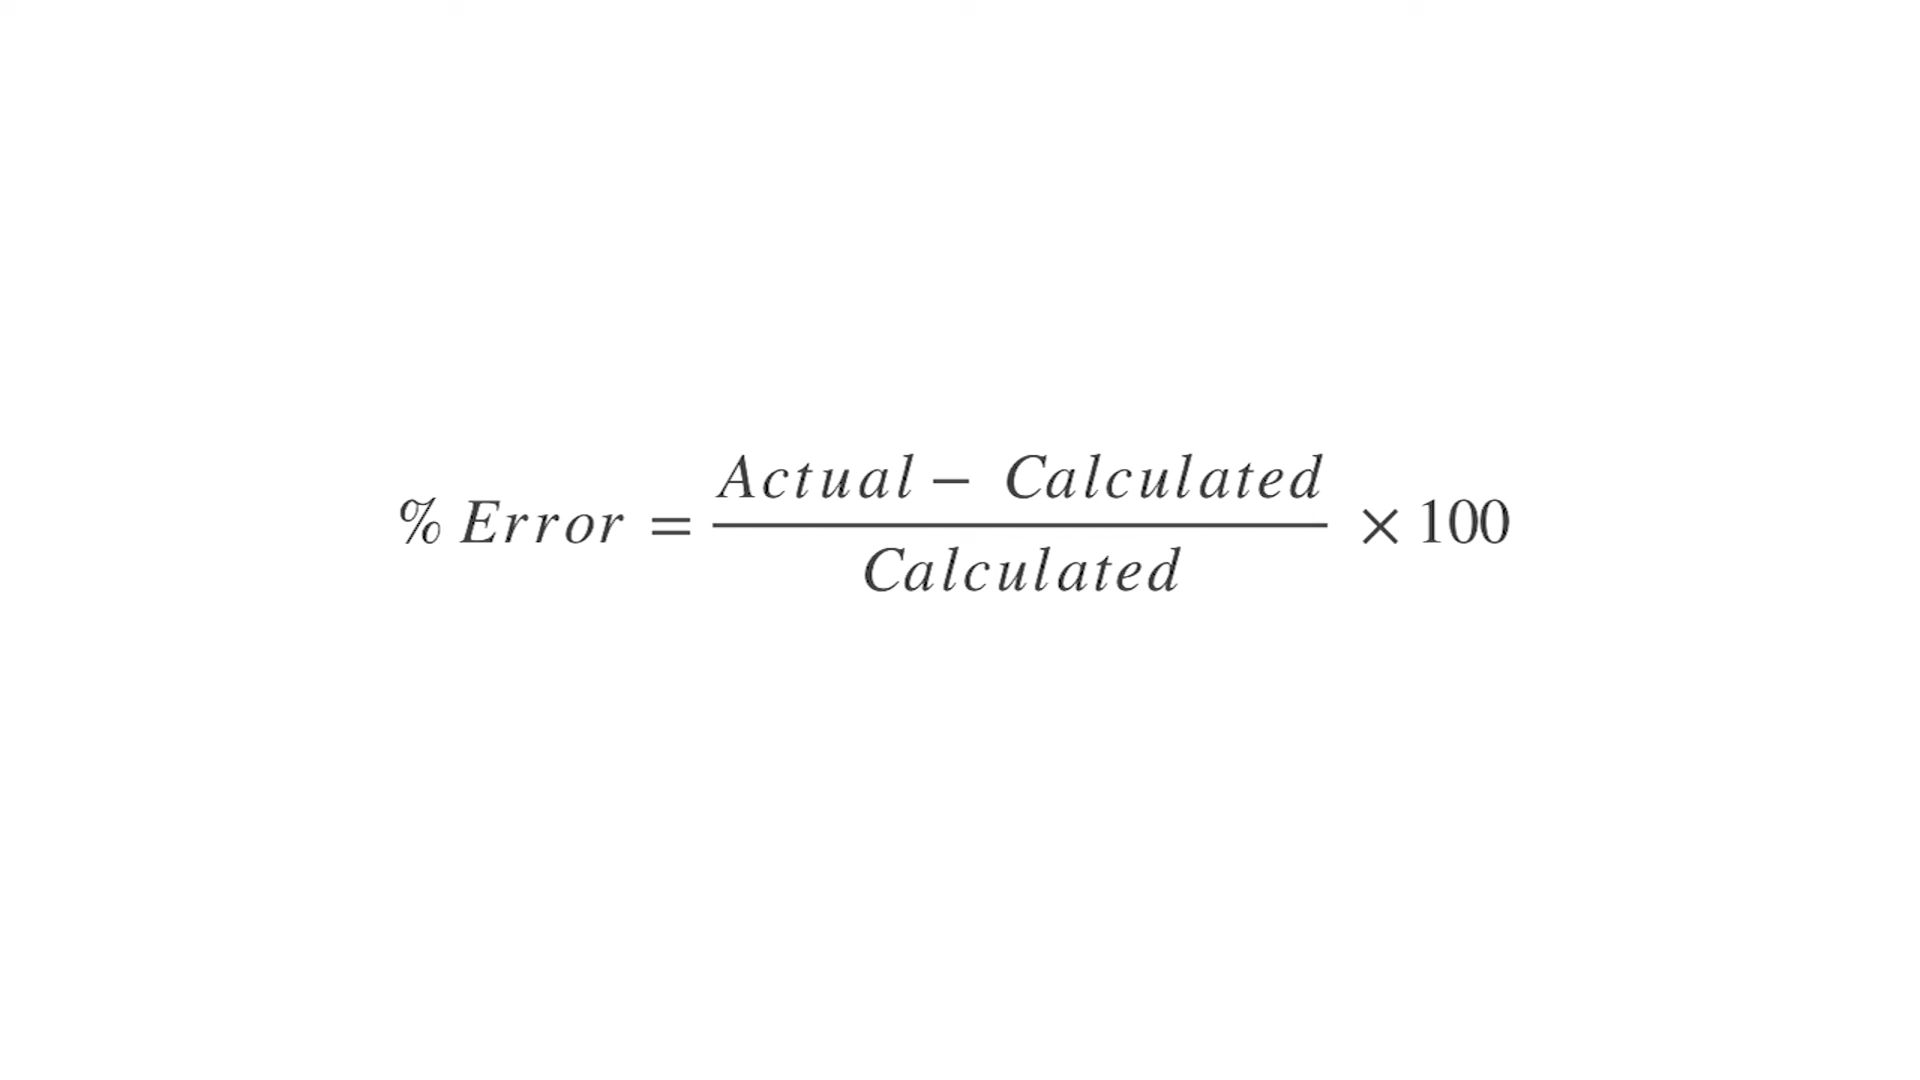 % Error = Actual − Calculated / Calculated × 100